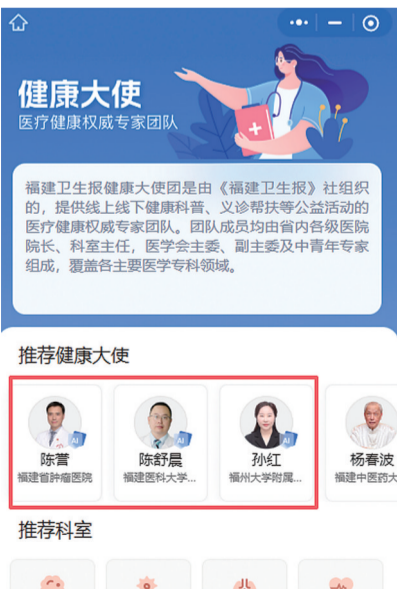 健康大使
医疗健康权威专家团队
福建卫生报健康大使团是由《福建卫生报》社组织
的，提供线上线下健康科普、义诊帮扶等公益活动的
医疗健康权威专家团队。团队成员均由省内各级医院
院长、科室主任，医学会主委、副主委及中青年专家
组成，覆盖各主要医学专科领域。
推荐健康大使
AI AI AI
陈誉 陈舒晨 孙红 杨春波
福建省肿瘤医院 福建医科大学... 福州大学附属... 福建中医药大
推荐科室